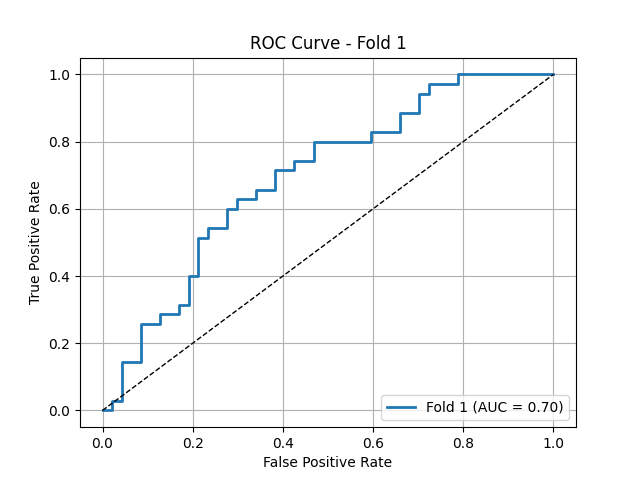 ROC Curve - Fold 1
1.0
0.8
0.6
0.4
0.2
0.0
True Positive Rate
Fold 1 (AUC = 0.70)
0.0 0.2 0.4 0.6 0.8 1.0
False Positive Rate